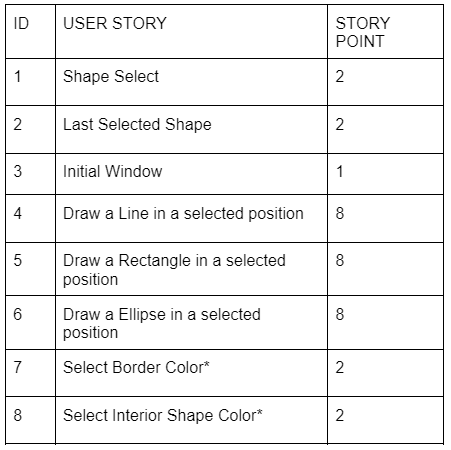 ID USER STORY STORY
POINT
1 Shape Select 2
2 Last Selected Shape 2
3 Initial Window 1
4 Draw a Line in a selected position 8
5 Draw a Rectangle in a selected 8
position
6 Draw a Ellipse in a selected 8
position
7 Select Border Color* 2
8 Select Interior Shape Color* 2